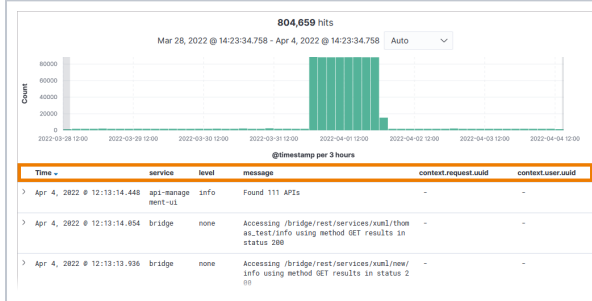 804,659 hits
Mar 28, 2022 @ 14:23:34.758 - Apr 4, 2022 @ 14:23:34.758 Auto
80000
60000
40000
20000
0
Count
2022-03-28 12:00 2022-03-29 12:00 2022-03-30 12:00 2022-03-31 12:00 2022-04-01 12:00 2022-04-02 12:00 2022-04-03 12:00 2022-04-04 12:00
@timestamp per 3 hours
Time service level message context.request.uuid context.user.uuid
> Apr 4, 2022 @ 12:13:14.448 api-manage info Found 111 APIs - -
ment-ui
> Apr 4, 2022 @ 12:13:14.054 bridge none Accessing /bridge/rest/services/xuml/thom - -
as_test/info using method GET results in
status 200
> Apr 4, 2022 @ 12:13:13.936 bridge none Accessing /bridge/rest/services/xuml/new/ - -
info using method GET results in status 2
00